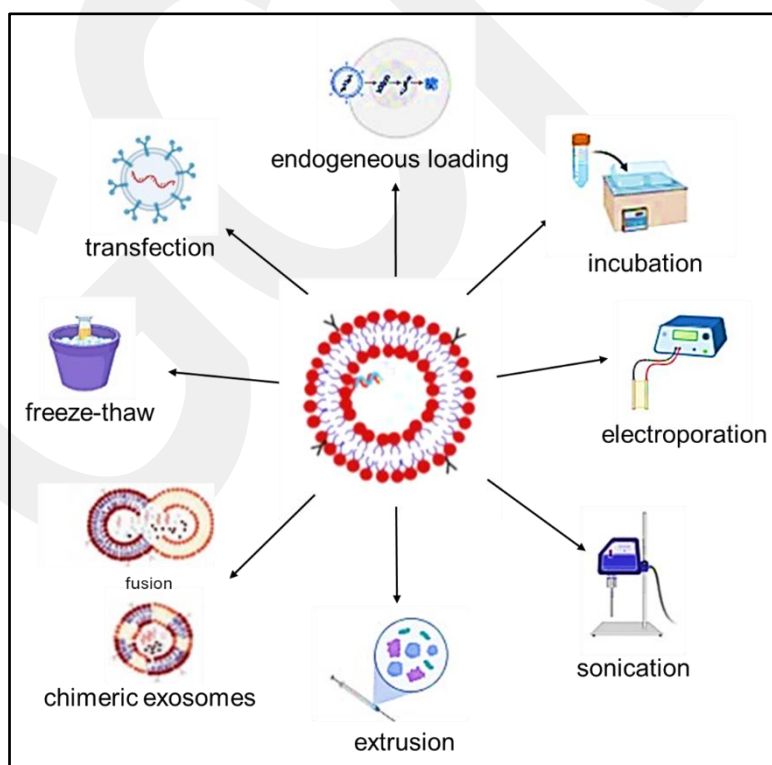 endogeneous loading
transfection
incubation
freeze-thaw
electroporation
fusion
chimeric exosomes
sonication
extrusion